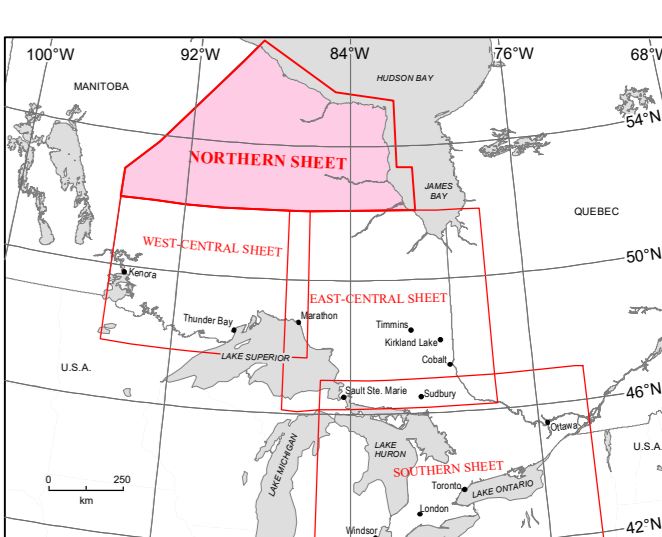 100°W
92°W
84°W
76°W
68°W
HUDSON BAY
MANITOBA
54°N
NORTHERN SHEET
JAMES
BAY
QUEBEC
WEST-CENTRAL SHEET
50°N
Kenora
EAST-CENTRAL SHEET
Thunder Bay
Marathon
Timmins
Kirkland Lake
LAKE SUPERIOR
Cobalt
U.S.A.
Sault Ste. Marie
Sudbury
46°N
Ottawa
LAKE
HURON
U.S.A.
LAKE MICHIGAN
SOUTHERN SHEET
0 250
km
Toronto
LAKE ONTARIO
London
Windsor
42°N